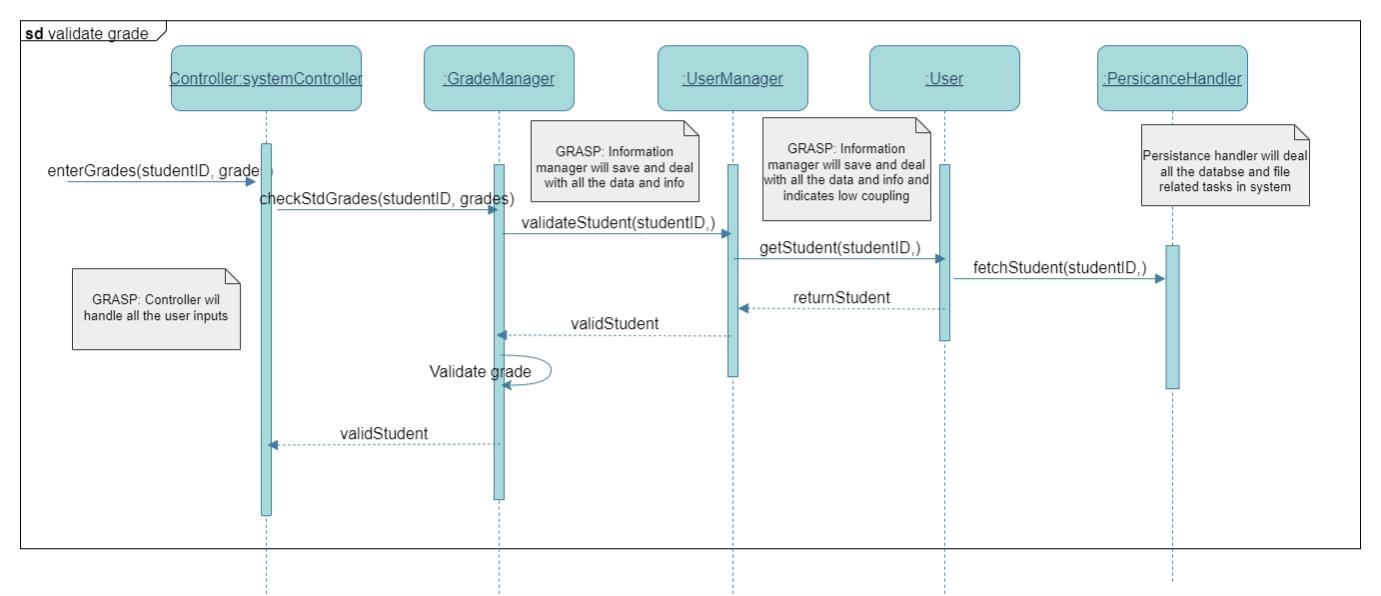 sd validate grade
Controller:systemController
:GradeManager
:UserManager
:User
:PersicanceHandler
GRASP: Information
manager will save and deal
with all the data and info
GRASP: Information
manager will save and deal
with all the data and info and
indicates low coupling
Persistance handler will deal
all the databse and file
related tasks in system
enterGrades(studentID, grades)
checkStdGrades(studentID, grades)
validateStudent(studentID,)
getStudent(studentID,)
fetchStudent(studentID,)
GRASP: Controller wil
handle all the user inputs
returnStudent
validStudent
Validate grade
validStudent